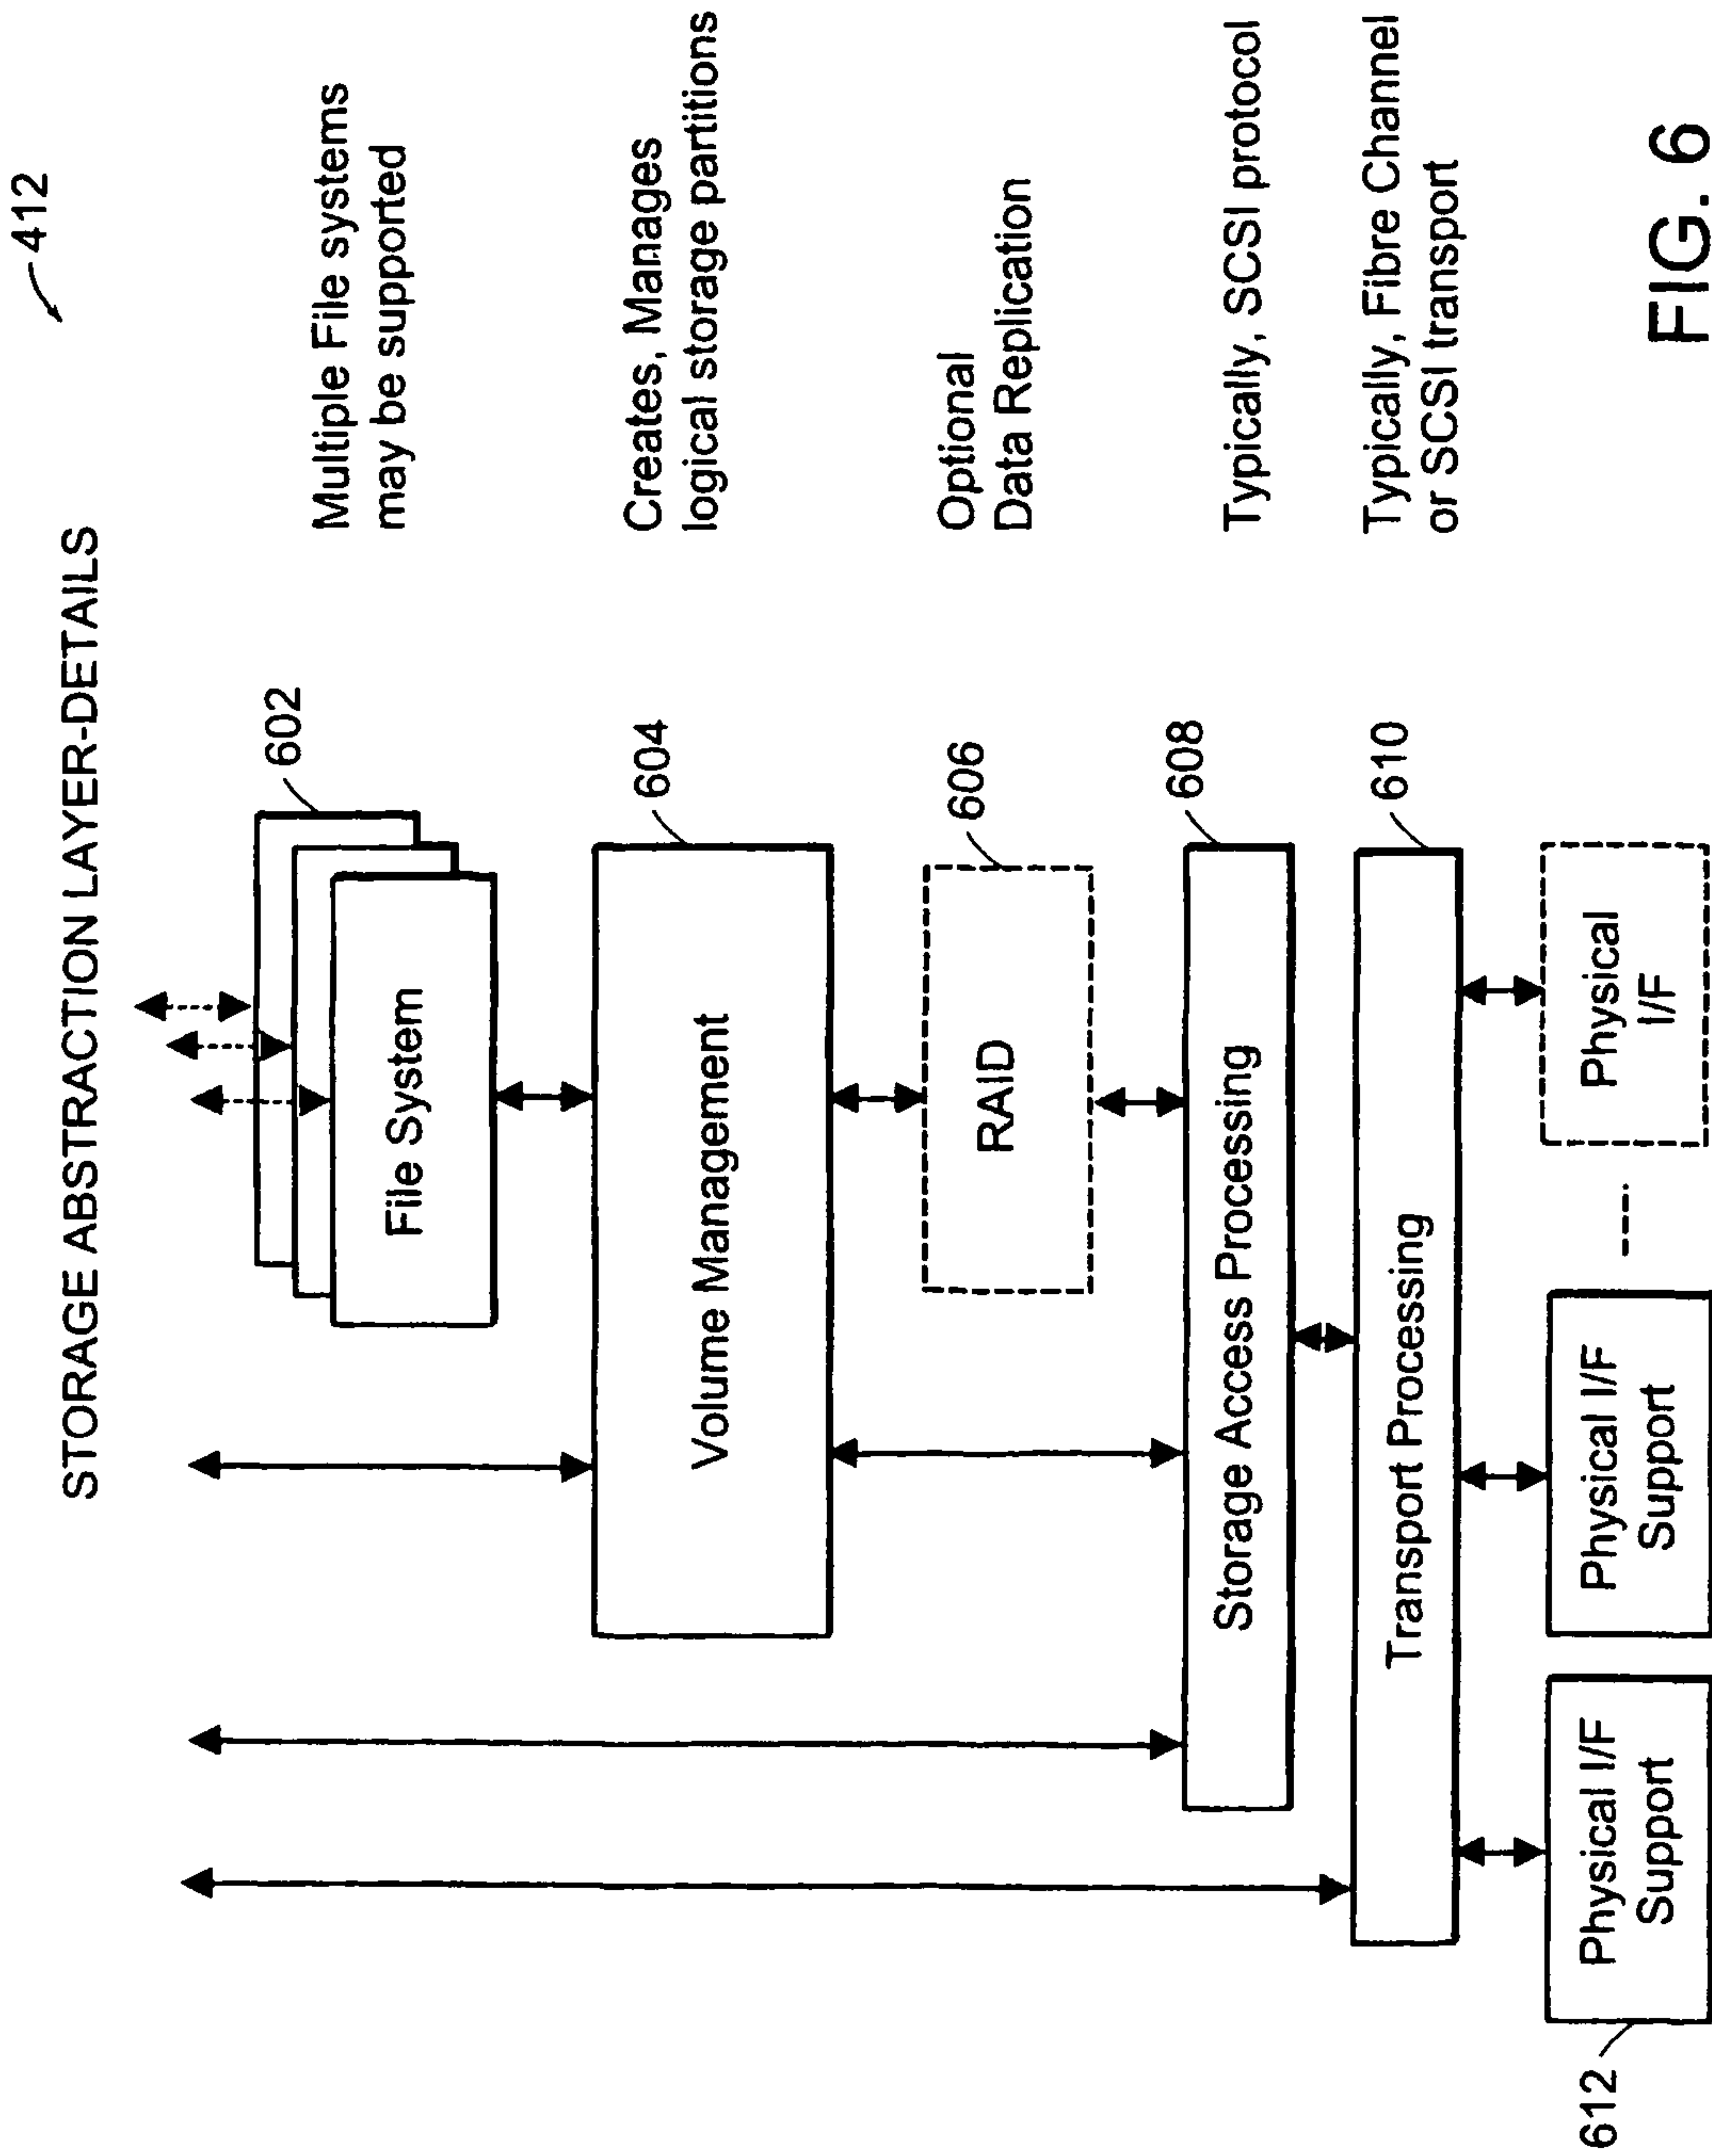 412
STORAGE ABSTRACTION LAYER-DETAILS
602
File System
Multiple File systems
may be supported
604
Volume Management
Creates, Manages
logical storage partitions
606
RAID
Optional
Data Replication
608
Storage Access Processing
Typically, SCSI protocol
610
Transport Processing
Typically, Fibre Channel
or SCSI transport
612
Physical I/F
Support
Physical I/F
Support
Physical
I/F
FIG. 6